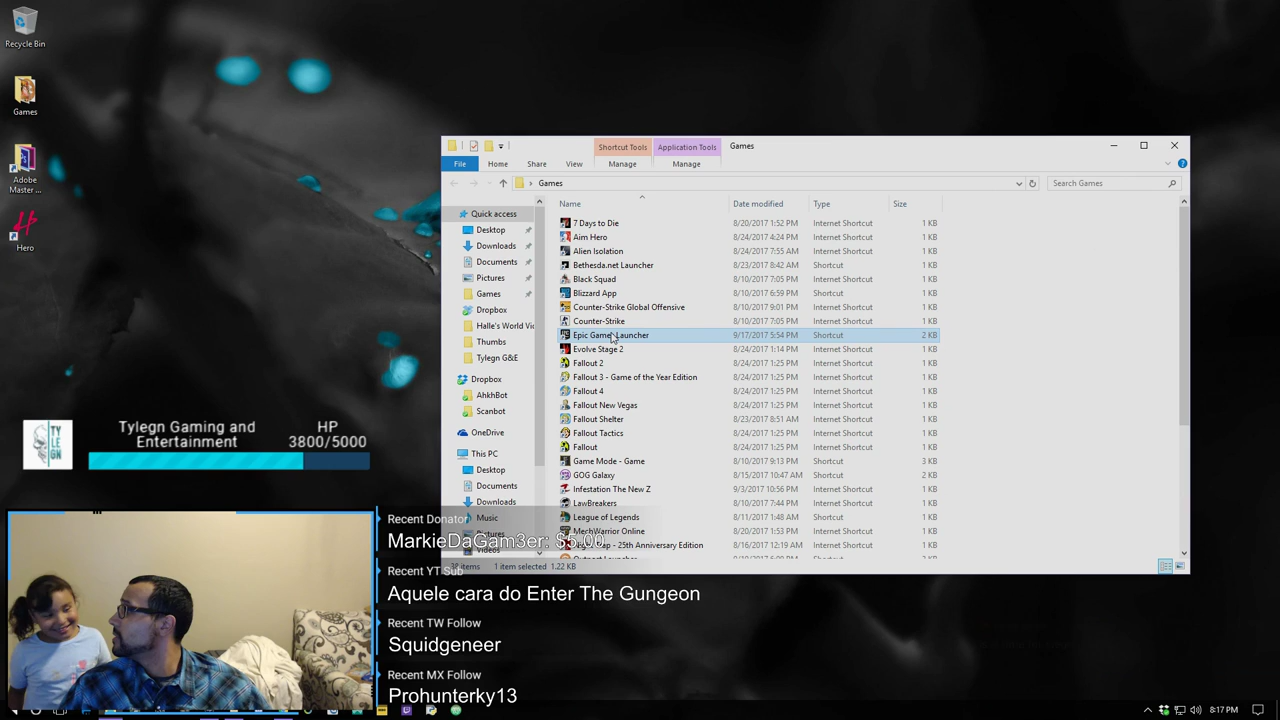 Recycle Bin
Games
Adobe
Master ...
Hero
Shortcut Tools
Application Tools
Games
File
Home
Share
View
Manage
Manage
Games
Search Games
Name
Date modified
Type
Size
Quick access
Desktop
Downloads
Documents
Pictures
Games
Dropbox
Halle's World Vi
Thumbs
Tylegn G&E
Dropbox
AhkhBot
Scanbot
OneDrive
This PC
Desktop
Documents
Downloads
Music
Pictures
Videos
7 Days to Die 8/20/2017 1:52 PM Internet Shortcut 1 KB
Aim Hero 8/24/2017 4:24 PM Internet Shortcut 1 KB
Alien Isolation 8/24/2017 7:55 AM Internet Shortcut 1 KB
Bethesda.net Launcher 8/23/2017 8:42 AM Shortcut 1 KB
Black Squad 8/10/2017 7:05 PM Internet Shortcut 1 KB
Blizzard App 8/10/2017 6:59 PM Shortcut 1 KB
Counter-Strike Global Offensive 8/10/2017 9:01 PM Internet Shortcut 1 KB
Counter-Strike 8/10/2017 7:05 PM Internet Shortcut 1 KB
Epic Games Launcher 9/17/2017 5:54 PM Shortcut 2 KB
Evolve Stage 2 8/24/2017 1:14 PM Internet Shortcut 1 KB
Fallout 2 8/24/2017 1:25 PM Internet Shortcut 1 KB
Fallout 3 - Game of the Year Edition 8/24/2017 1:25 PM Internet Shortcut 1 KB
Fallout 4 8/24/2017 1:25 PM Internet Shortcut 1 KB
Fallout New Vegas 8/24/2017 1:25 PM Internet Shortcut 1 KB
Fallout Shelter 8/23/2017 8:51 AM Internet Shortcut 1 KB
Fallout Tactics 8/24/2017 1:25 PM Internet Shortcut 1 KB
Fallout 8/24/2017 1:25 PM Internet Shortcut 1 KB
Game Mode - Game 8/10/2017 9:13 PM Shortcut 3 KB
GOG Galaxy 8/15/2017 10:47 AM Shortcut 2 KB
Infestation The New Z 9/3/2017 10:56 PM Internet Shortcut 1 KB
LawBreakers 8/10/2017 7:44 PM Internet Shortcut 1 KB
League of Legends 8/11/2017 1:48 AM Shortcut 1 KB
MechWarrior Online 8/20/2017 1:53 PM Internet Shortcut 1 KB
- 25th Anniversary Edition 8/16/2017 12:19 AM Internet Shortcut 1 KB
38 items 1 item selected 1.22 KB
Tylegn Gaming and
Entertainment
HP
3800/5000
TY
LE
GN
Recent Donator
MarkieDaGam3er: $5.00
Recent YT Sub
Aquele cara do Enter The Gungeon
Recent TW Follow
Squidgeneer
Recent MX Follow
Prohunterky13
8:17 PM